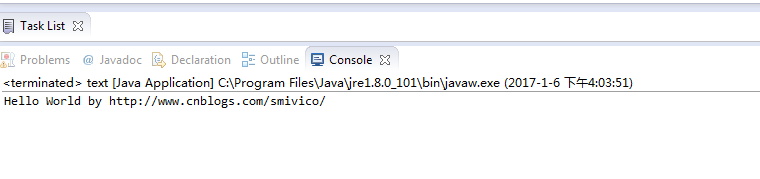 Task List
Problems @ Javadoc Declaration Outline Console
<terminated> text [Java Application] C:\Program Files\Java\jre1.8.0_101\bin\javaw.exe (2017-1-6 下午4:03:51)
Hello World by http://www.cnblogs.com/smivico/